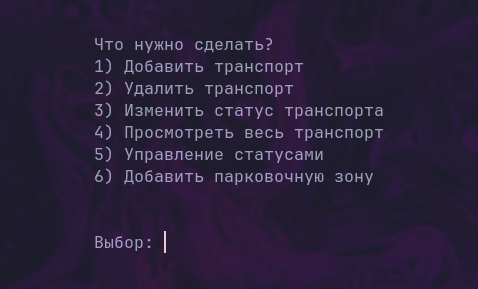 Что нужно сделать?
1) Добавить транспорт
2) Удалить транспорт
3) Изменить статус транспорта
4) Просмотреть весь транспорт
5) Управление статусами
6) Добавить парковочную зону
Выбор: